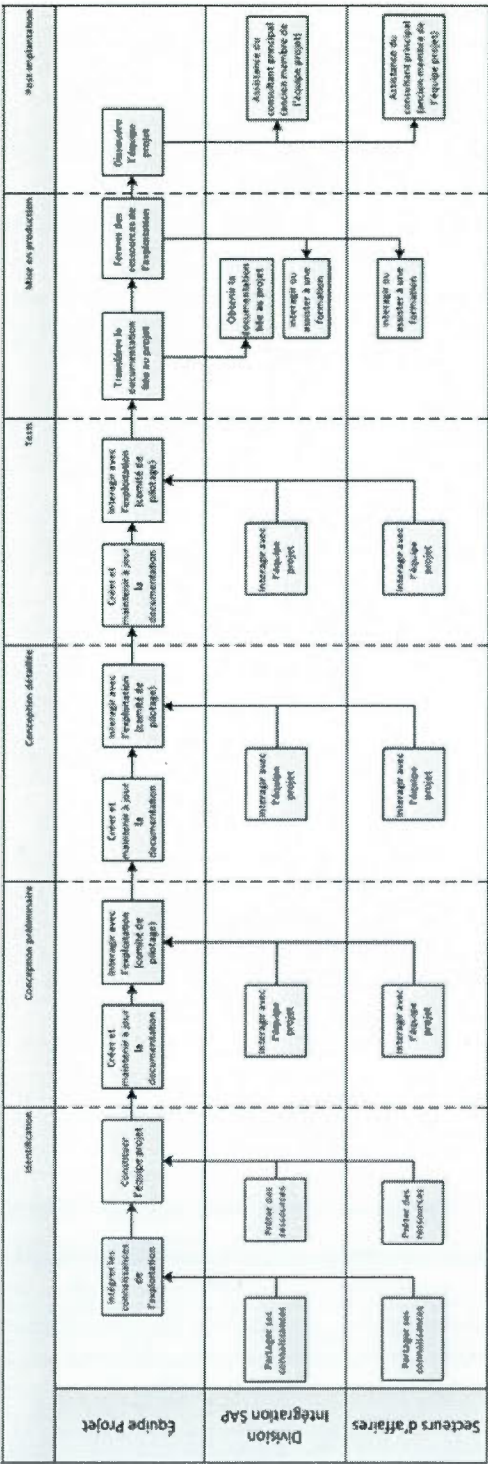 Identification
Conception préliminaire
Conception détaillée
Tests
Mise en production
Post-implantation
Équipe Projet
Intégrer les
connaissances
de
l'exploitation
Constituer
l'équipe projet
Créer et
maintenir à jour
la
documentation
Interagir avec
l'exploitation
(comité de
pilotage)
Créer et
maintenir à jour
la
documentation
Interagir avec
l'exploitation
(comité de
pilotage)
Créer et
maintenir à jour
la
documentation
Interagir avec
l'exploitation
(comité de
pilotage)
Transférer la
documentation
liée au projet
Former des
ressources de
l'exploitation
Dissoudre
l'équipe
projet
Division
Intégration SAP
Partager ses
connaissances
Prêter des
ressources
Interagir avec
l'équipe
projet
Interagir avec
l'équipe
projet
Interagir avec
l'équipe
projet
Obtenir la
documentation
liée au projet
Interagir ou
assister à une
formation
Assistance du
consultant principal
(ancien membre de
l'équipe projet)
Secteurs d'affaires
Partager ses
connaissances
Prêter des
ressources
Interagir avec
l'équipe
projet
Interagir avec
l'équipe
projet
Interagir avec
l'équipe
projet
Interagir ou
assister à une
formation
Assistance du
consultant principal
(ancien membre de
l'équipe projet)